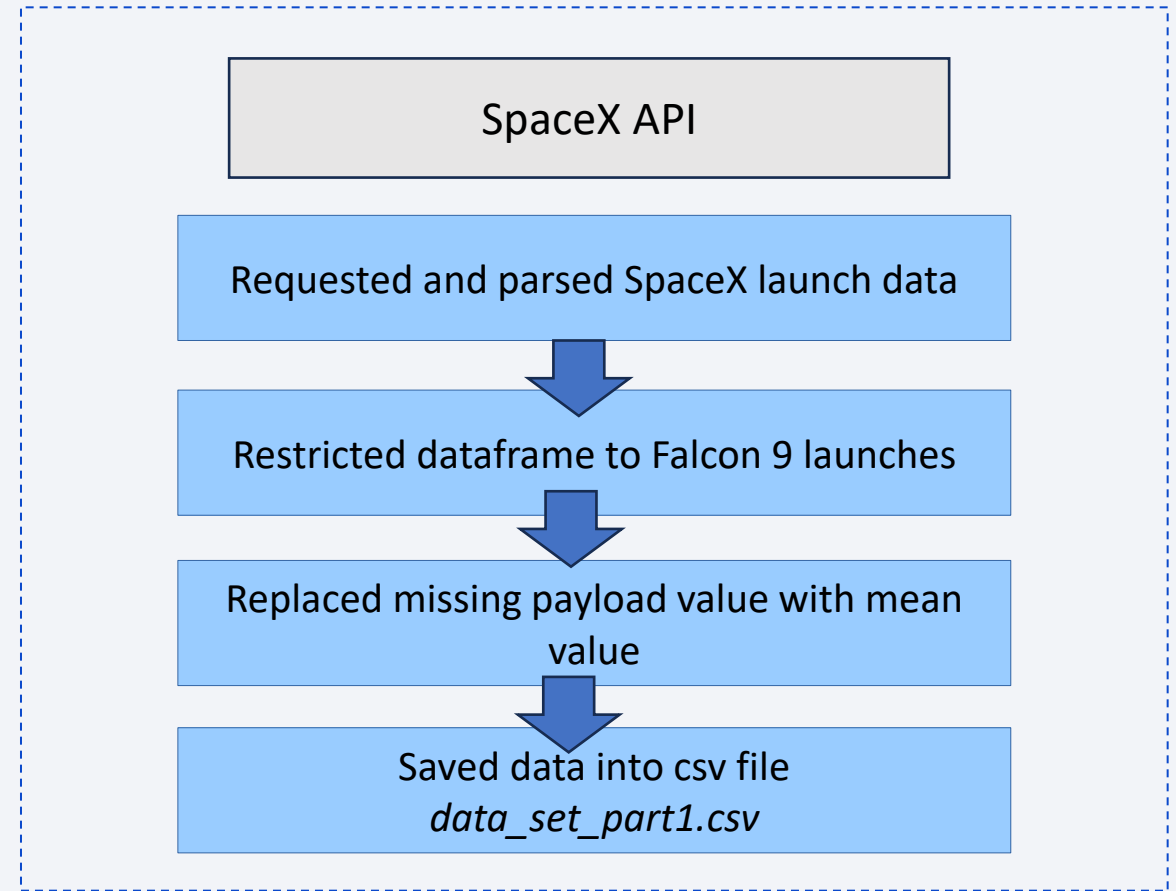 SpaceX API
Requested and parsed SpaceX launch data
Restricted dataframe to Falcon 9 launches
Replaced missing payload value with mean
value
Saved data into csv file
data_set_part1.csv